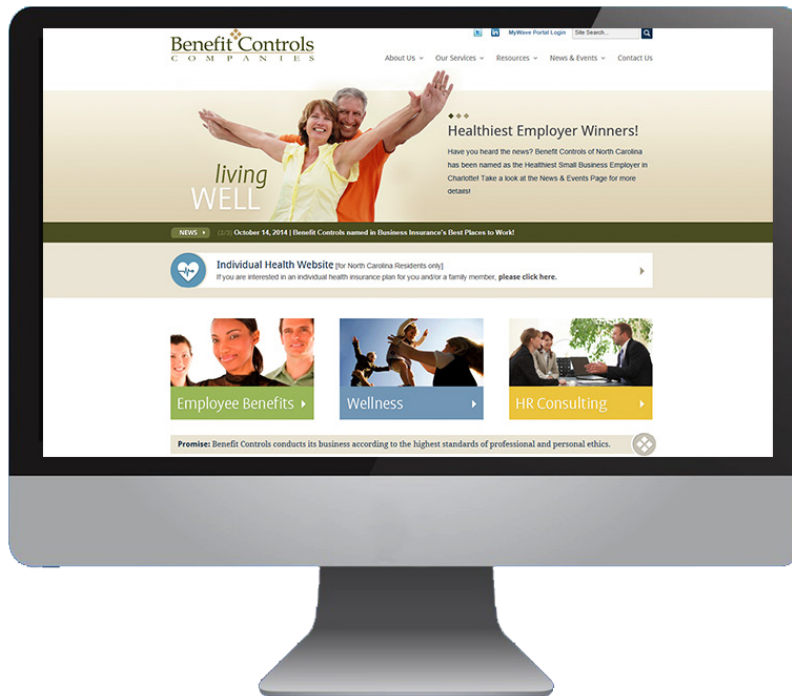 MyWave Portal Login Site Search...
Benefit Controls
COMPANIES
About Us Our Services Resources News & Events Contact Us
Healthiest Employer Winners!
Have you heard the news? Benefit Controls of North Carolina
has been named as the Healthiest Small Business Employer in
Charlotte! Take a look at the News & Events Page for more
details!
living
WELL
NEWS (2/2) October 14, 2014 | Benefit Controls named in Business Insurance's Best Places to Work!
Individual Health Website [for North Carolina Residents only]
If you are interested in an individual health insurance plan for you and/or a family member, please click here.
Employee Benefits
Wellness
HR Consulting
Promise: Benefit Controls conducts its business according to the highest standards of professional and personal ethics.